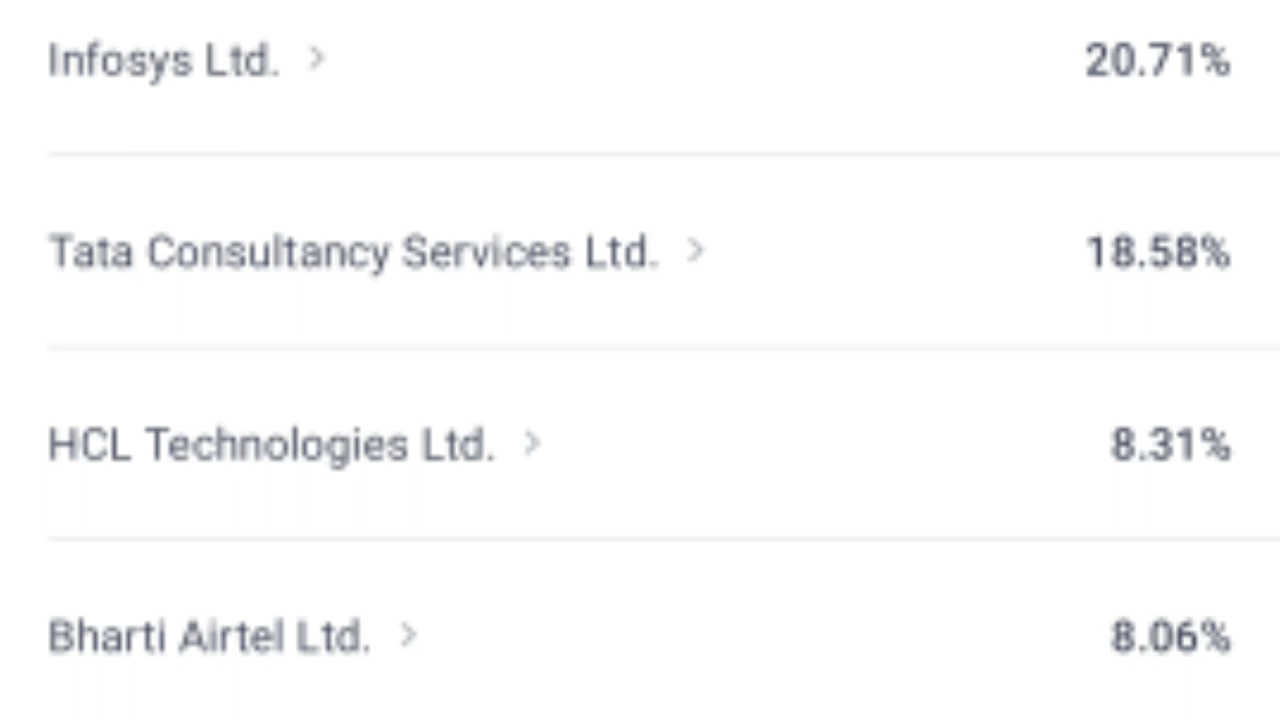 Infosys Ltd. > 20.71%
Tata Consultancy Services Ltd. > 18.58%
HCL Technologies Ltd. > 8.31%
Bharti Airtel Ltd. > 8.06%